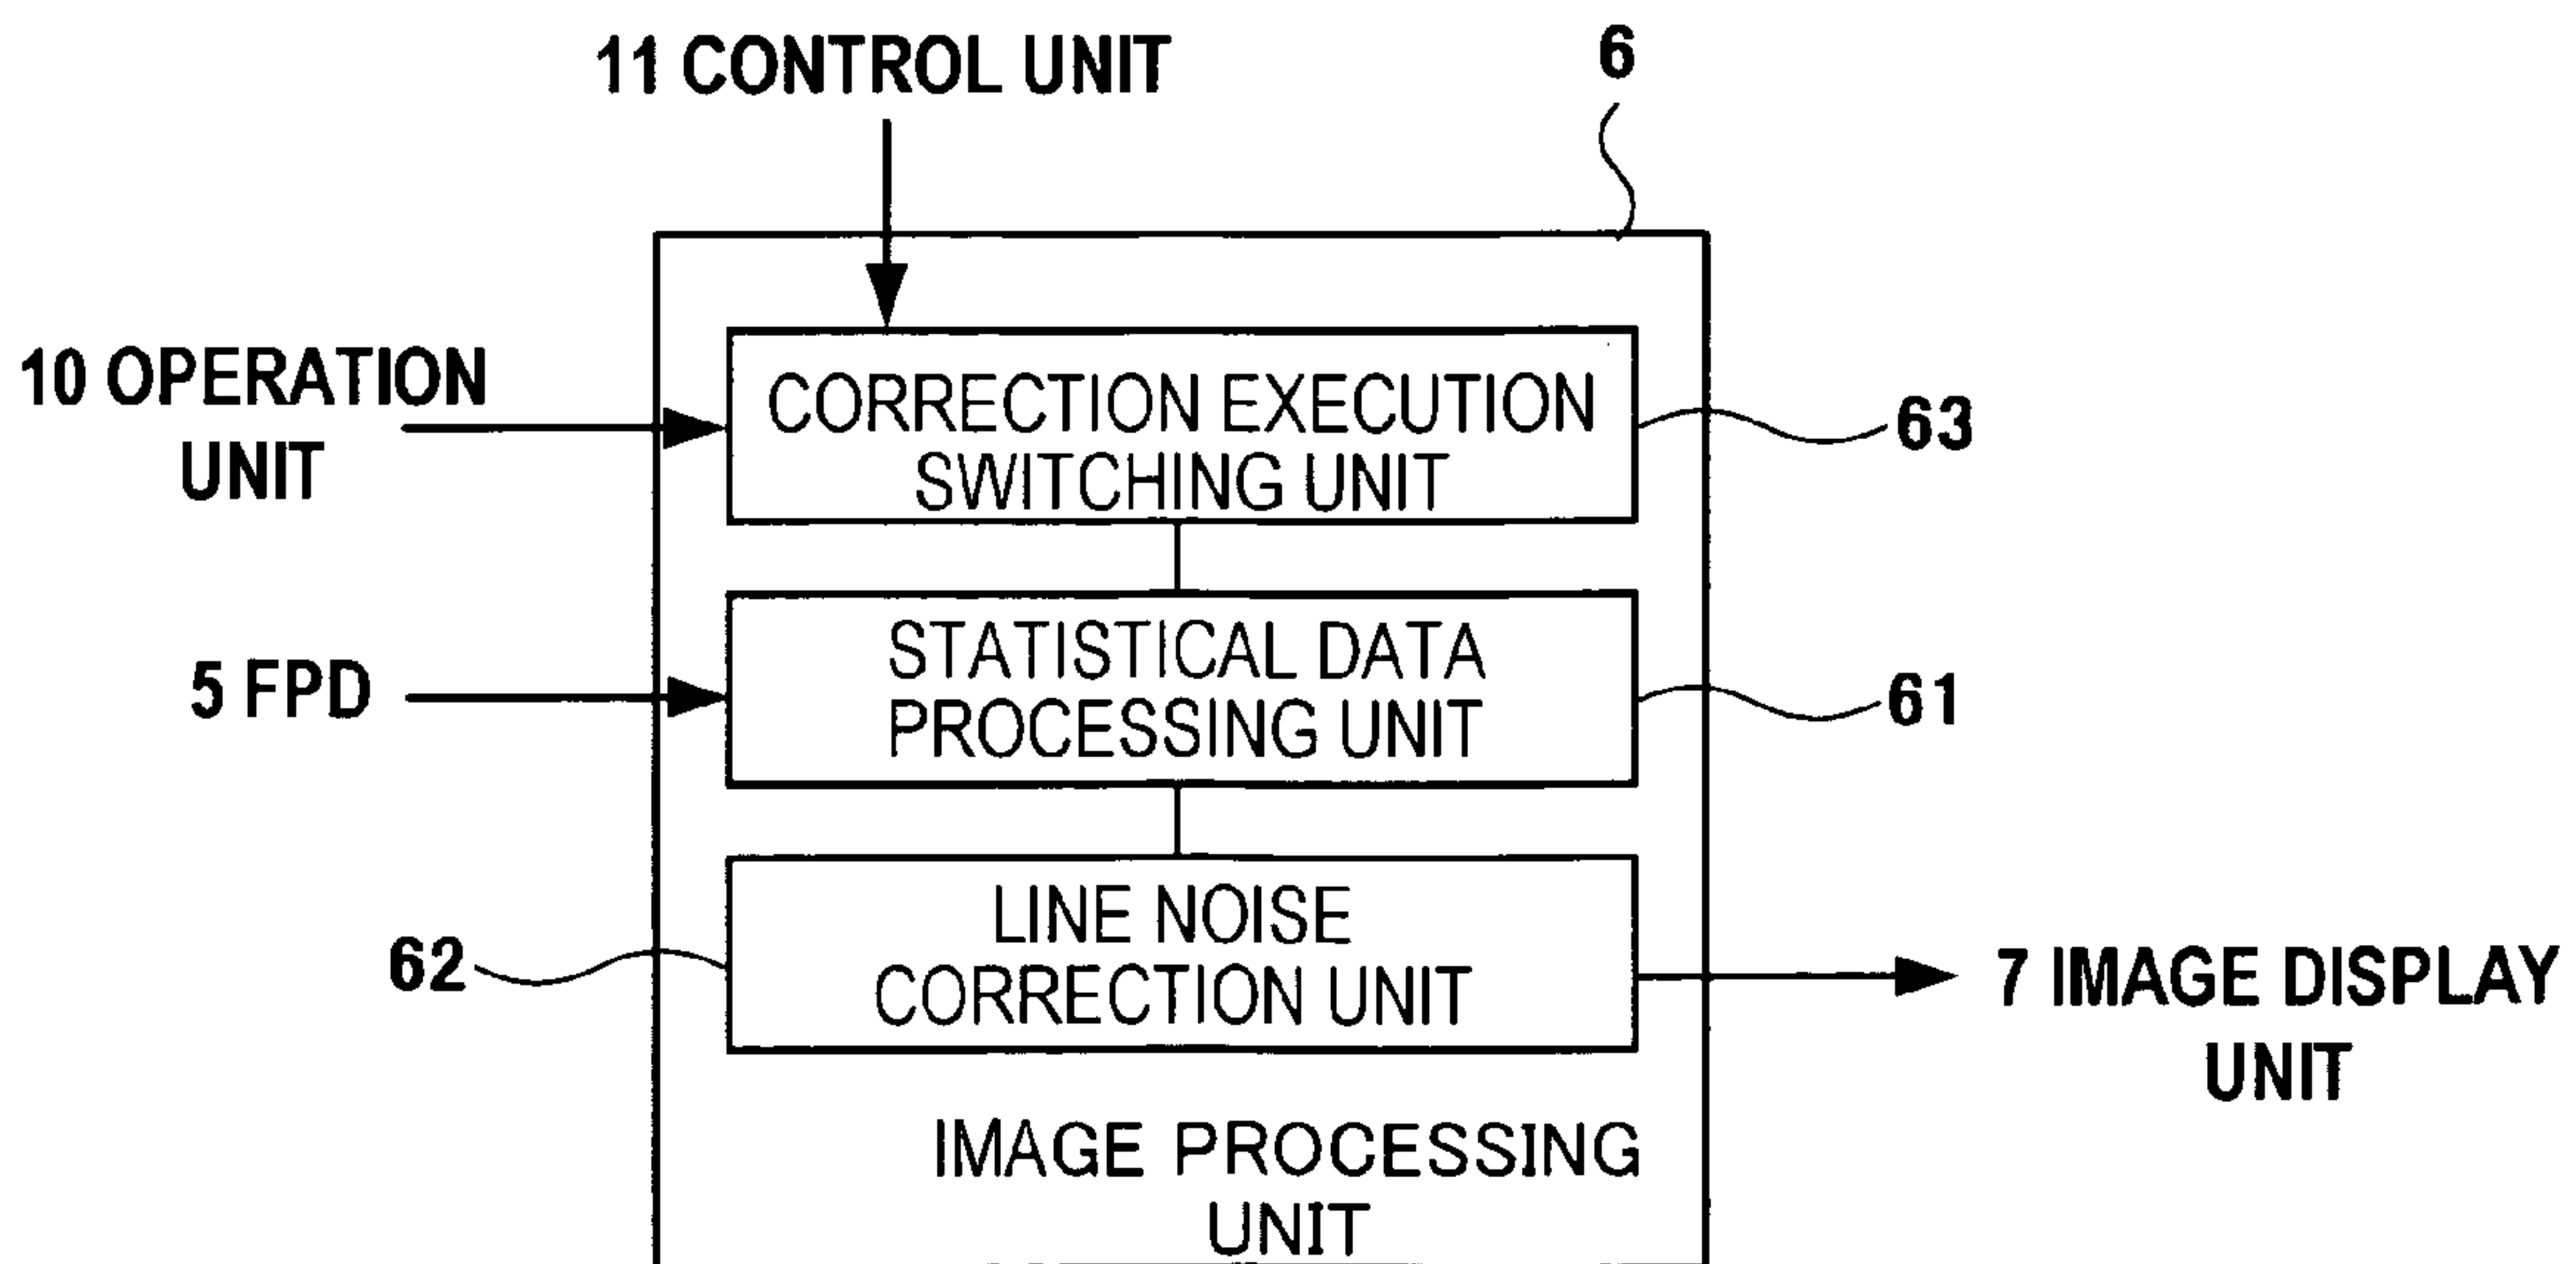 11 CONTROL UNIT
6
10 OPERATION
UNIT
CORRECTION EXECUTION
SWITCHING UNIT
63
5 FPD
STATISTICAL DATA
PROCESSING UNIT
61
62
LINE NOISE
CORRECTION UNIT
7 IMAGE DISPLAY
UNIT
IMAGE PROCESSING
UNIT